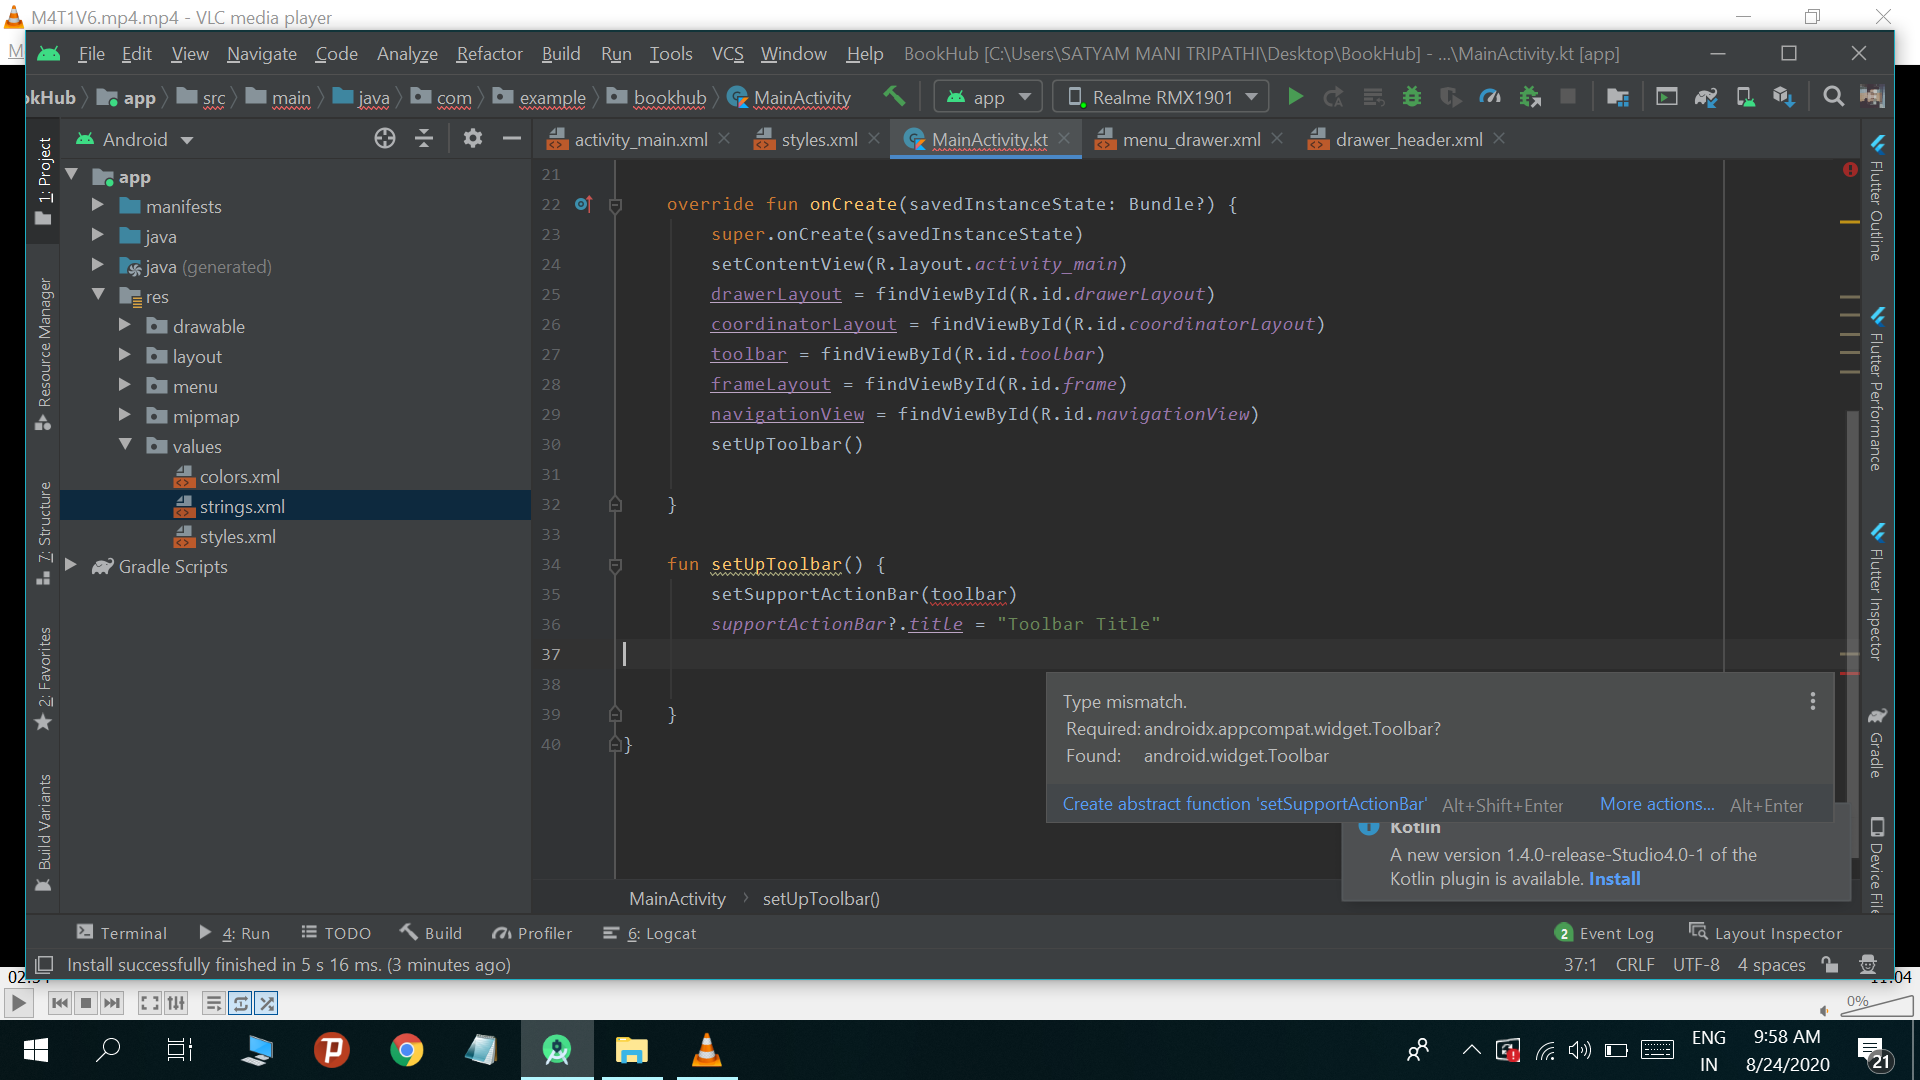 M4T1V6.mp4.mp4 - VLC media player
File Edit View Navigate Code Analyze Refactor Build Run Tools VCS Window Help BookHub [C:\Users\SATYAM MANI TRIPATHI\Desktop\BookHub] - ...\MainActivity.kt [app]
okHub app src main java com example bookhub MainActivity app Realme RMX1901
1: Project
Android
activity_main.xml styles.xml MainActivity.kt menu_drawer.xml drawer_header.xml
app
manifests
java
java (generated)
res
drawable
layout
menu
mipmap
values
colors.xml
strings.xml
styles.xml
Gradle Scripts
Resource Manager
7: Structure
2: Favorites
Build Variants
21
22 override fun onCreate(savedInstanceState: Bundle?) {
23 super.onCreate(savedInstanceState)
24 setContentView(R.layout.activity_main)
25 drawerLayout = findViewById(R.id.drawerLayout)
26 coordinatorLayout = findViewById(R.id.coordinatorLayout)
27 toolbar = findViewById(R.id.toolbar)
28 frameLayout = findViewById(R.id.frame)
29 navigationView = findViewById(R.id.navigationView)
30 setUpToolbar()
31
32 }
33
34 fun setUpToolbar() {
35 setSupportActionBar(toolbar)
36 supportActionBar?.title = "Toolbar Title"
37
38
39 }
40 }
Type mismatch.
Required: androidx.appcompat.widget.Toolbar?
Found: android.widget.Toolbar
Create abstract function 'setSupportActionBar' Alt+Shift+Enter More actions... Alt+Enter
Kotlin
A new version 1.4.0-release-Studio4.0-1 of the
Kotlin plugin is available. Install
Flutter Outline
Flutter Performance
Flutter Inspector
Gradle
Device File
MainActivity setUpToolbar()
Terminal 4: Run TODO Build Profiler 6: Logcat 2 Event Log Layout Inspector
Install successfully finished in 5 s 16 ms. (3 minutes ago) 37:1 CRLF UTF-8 4 spaces
0%
ENG
IN
9:58 AM
8/24/2020
21